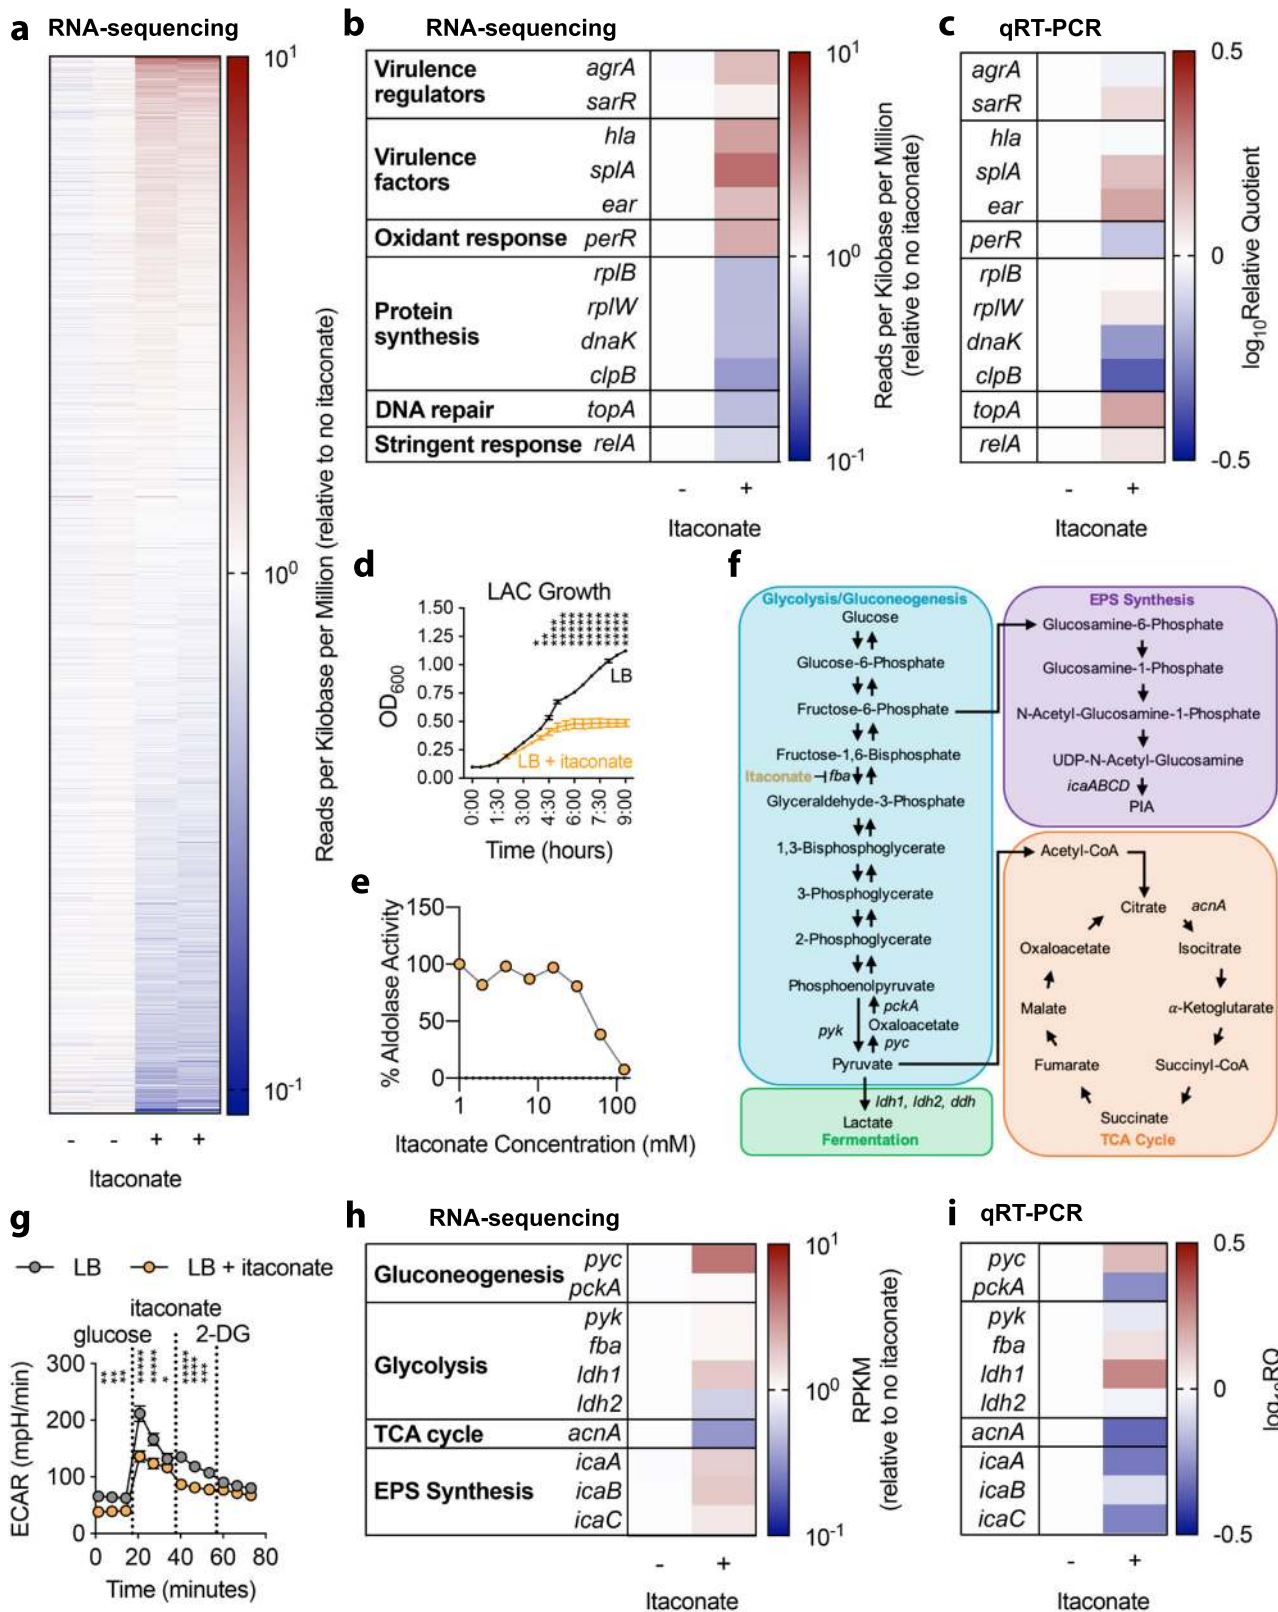 a RNA-sequencing
10¹
10⁰
10⁻¹
Reads per Kilobase per Million (relative to no itaconate)
- - + +
Itaconate
b RNA-sequencing
Virulence regulators
agrA
sarR
Virulence factors
hla
splA
ear
Oxidant response perR
Protein synthesis
rplB
rplW
dnaK
clpB
DNA repair topA
Stringent response relA
10¹
10⁰
10⁻¹
Reads per Kilobase per Million
(relative to no itaconate)
- +
Itaconate
c qRT-PCR
agrA
sarR
hla
splA
ear
perR
rplB
rplW
dnaK
clpB
topA
relA
0.5
0
-0.5
log₁₀Relative Quotient
- +
Itaconate
d
LAC Growth
OD₆₀₀
1.50
1.25
1.00
0.75
0.50
0.25
0.00
LB
LB + itaconate
0:00 1:30 3:00 4:30 6:00 7:30 9:00
Time (hours)
e
% Aldolase Activity
150
100
50
0
1 10 100
Itaconate Concentration (mM)
f
Glycolysis/Gluconeogenesis
Glucose
Glucose-6-Phosphate
Fructose-6-Phosphate
Fructose-1,6-Bisphosphate
Itaconate fba
Glyceraldehyde-3-Phosphate
1,3-Bisphosphoglycerate
3-Phosphoglycerate
2-Phosphoglycerate
Phosphoenolpyruvate
pckA
pyk Oxaloacetate
pyc
Pyruvate
ldh1, ldh2, ddh
Lactate
Fermentation
EPS Synthesis
Glucosamine-6-Phosphate
Glucosamine-1-Phosphate
N-Acetyl-Glucosamine-1-Phosphate
UDP-N-Acetyl-Glucosamine
icaABCD
PIA
Acetyl-CoA
Citrate acnA
Oxaloacetate Isocitrate
Malate α-Ketoglutarate
Fumarate Succinyl-CoA
Succinate
TCA Cycle
g
LB LB + itaconate
itaconate
glucose 2-DG
ECAR (mpH/min)
300
200
100
0
0 20 40 60 80
Time (minutes)
h RNA-sequencing
Gluconeogenesis
pyc
pckA
Glycolysis
pyk
fba
ldh1
ldh2
TCA cycle acnA
EPS Synthesis
icaA
icaB
icaC
10¹
10⁰
10⁻¹
RPKM
(relative to no itaconate)
- +
Itaconate
i qRT-PCR
pyc
pckA
pyk
fba
ldh1
ldh2
acnA
icaA
icaB
icaC
0.5
0
-0.5
- +
Itaconate